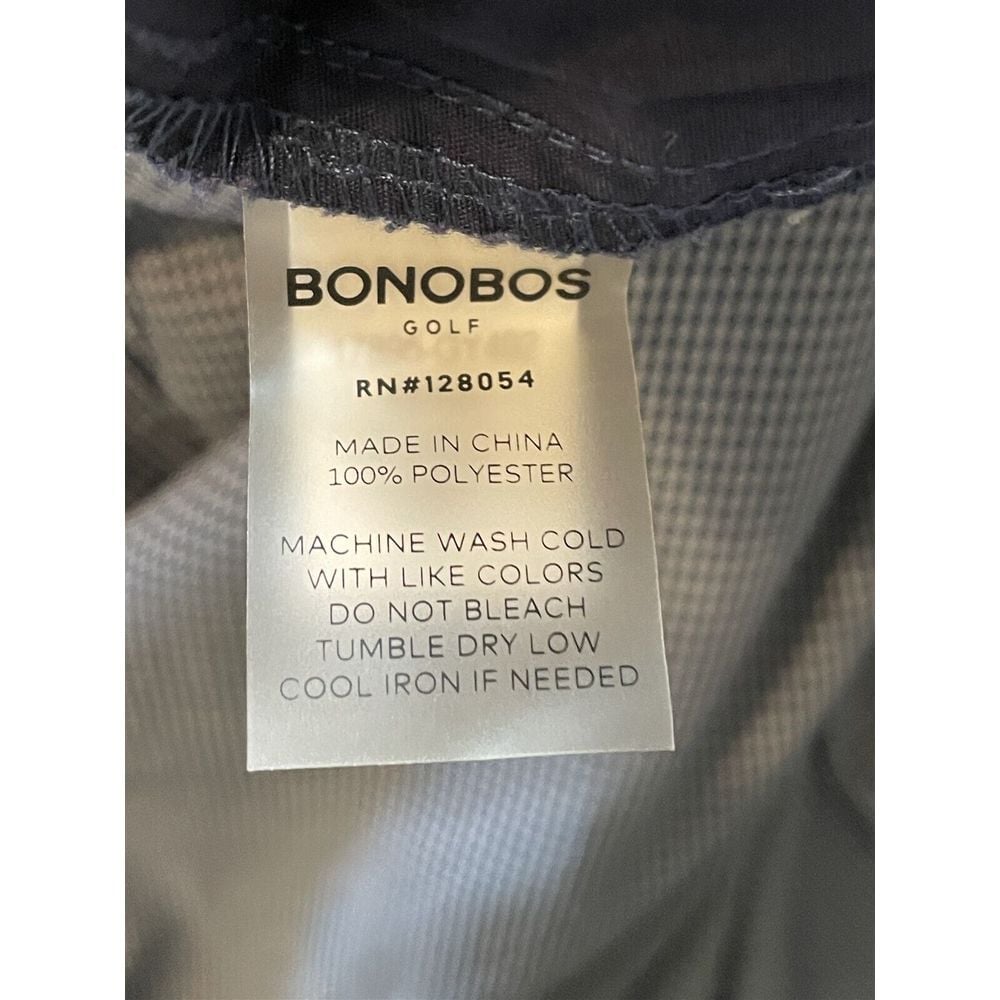 BONOBOS
GOLF
RN#128054
MADE IN CHINA
100% POLYESTER
MACHINE WASH COLD
WITH LIKE COLORS
DO NOT BLEACH
TUMBLE DRY LOW
COOL IRON IF NEEDED